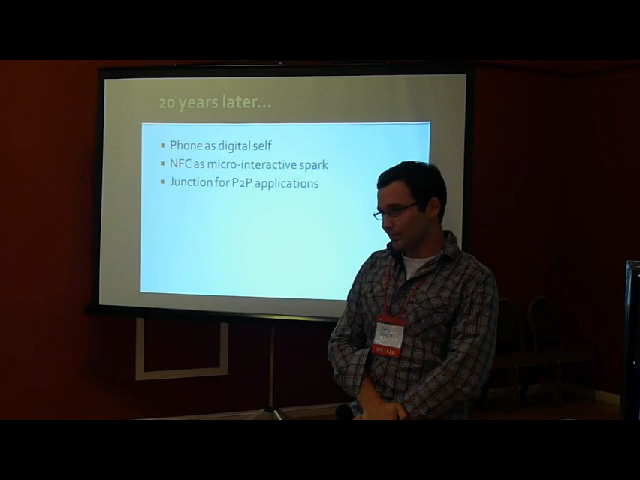 20 years later...
Phone as digital self
NFC as micro-interactive spark
Junction for P2P applications